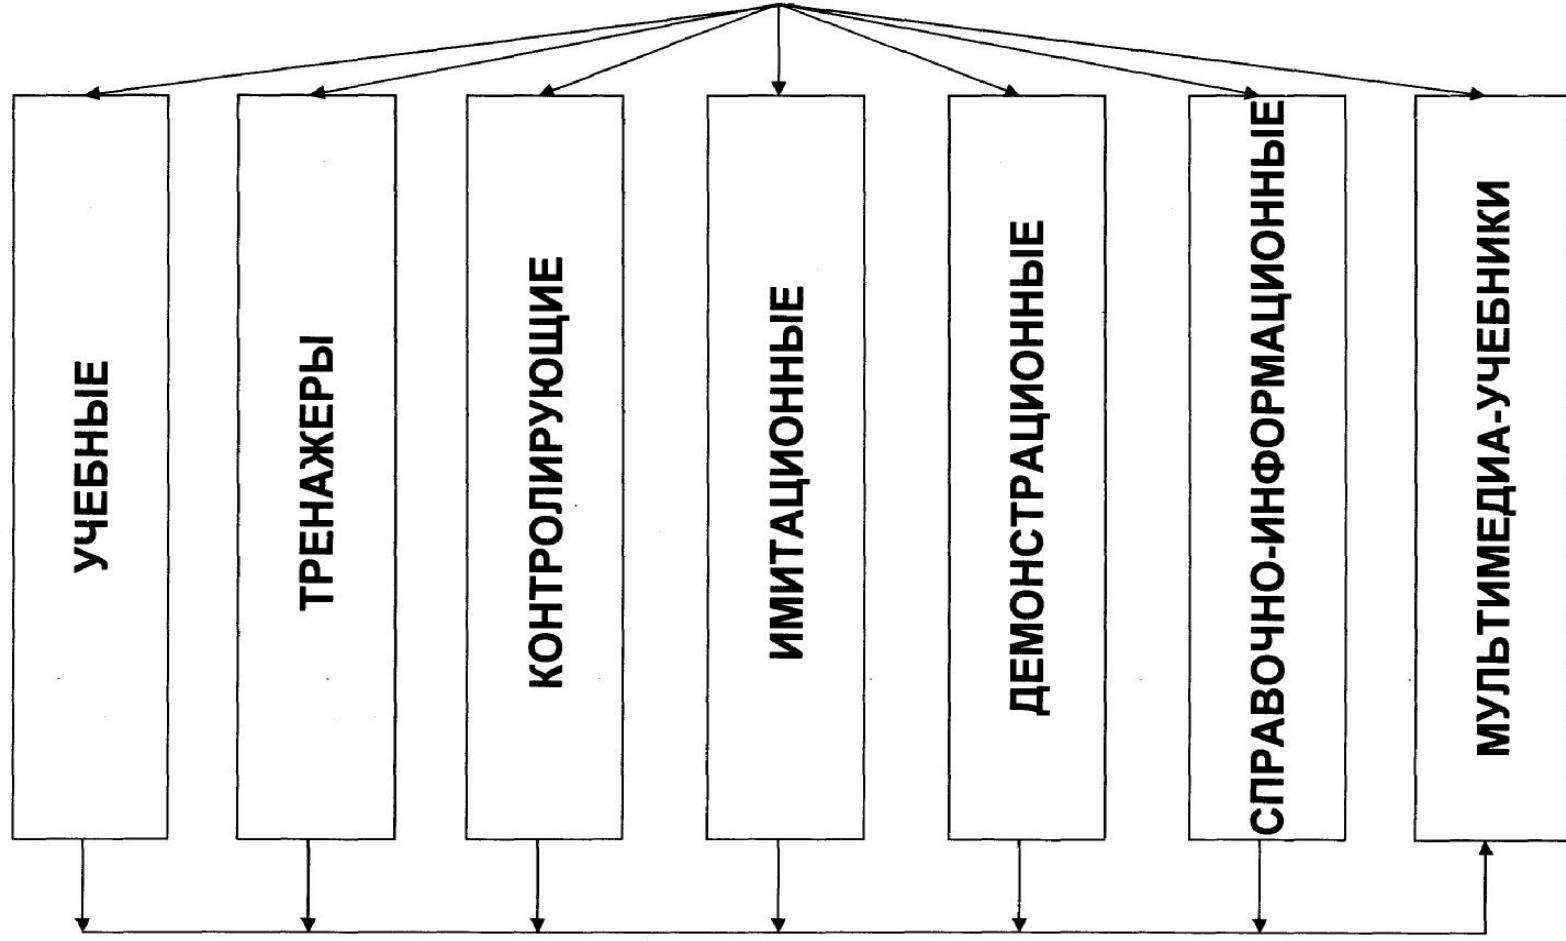 УЧЕБНЫЕ
ТРЕНАЖЕРЫ
КОНТРОЛИРУЮЩИЕ
ИМИТАЦИОННЫЕ
ДЕМОНСТРАЦИОННЫЕ
СПРАВОЧНО-ИНФОРМАЦИОННЫЕ
МУЛЬТИМЕДИА-УЧЕБНИКИ